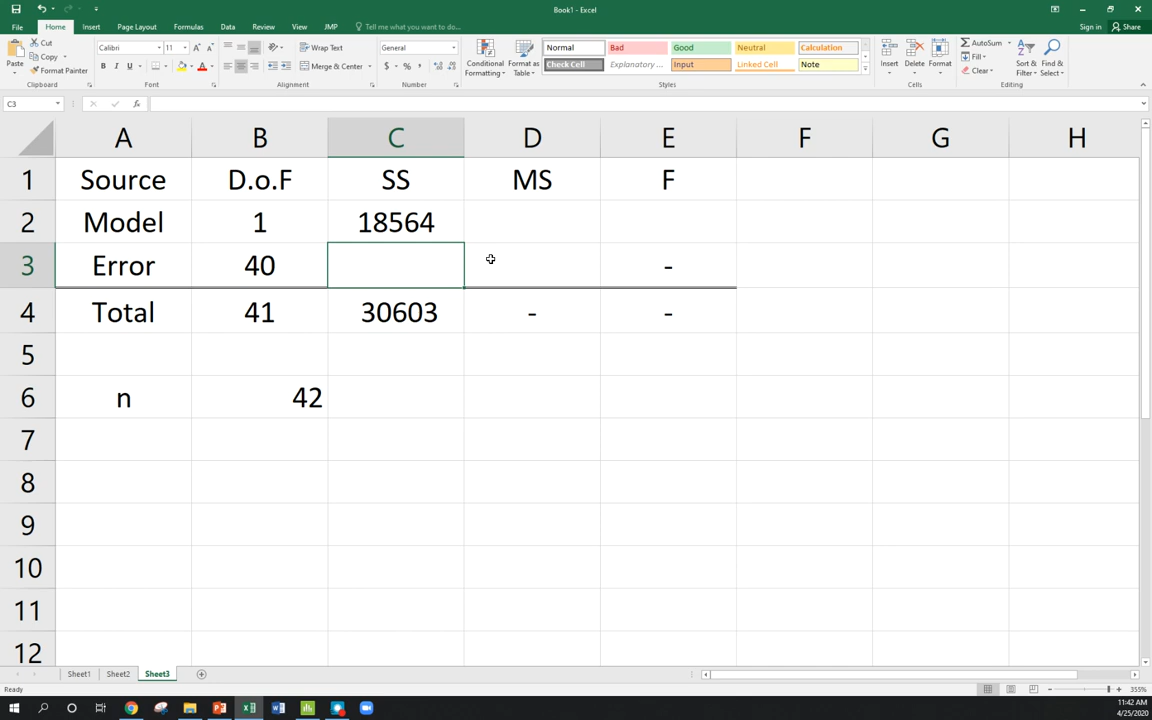 Book1 - Excel
File Home Insert Page Layout Formulas Data Review View JMP Tell me what you want to do... Sign in Share
Paste Cut Copy Format Painter Clipboard
Calibri 11 B I U Font
Wrap Text Merge & Center Alignment
General $ % , Number
Conditional Formatting Format as Table
Normal Bad Good Neutral Calculation
Check Cell Explanatory ... Input Linked Cell Note
Styles
Insert Delete Format Cells
AutoSum Fill Clear Sort & Filter Find & Select Editing
C3 fx
A B C D E F G H
1 Source D.o.F SS MS F
2 Model 1 18564
3 Error 40 -
4 Total 41 30603 - -
5
6 n 42
7
8
9
10
11
12
Sheet1 Sheet2 Sheet3
Ready 355%
11:42 AM
4/25/2020